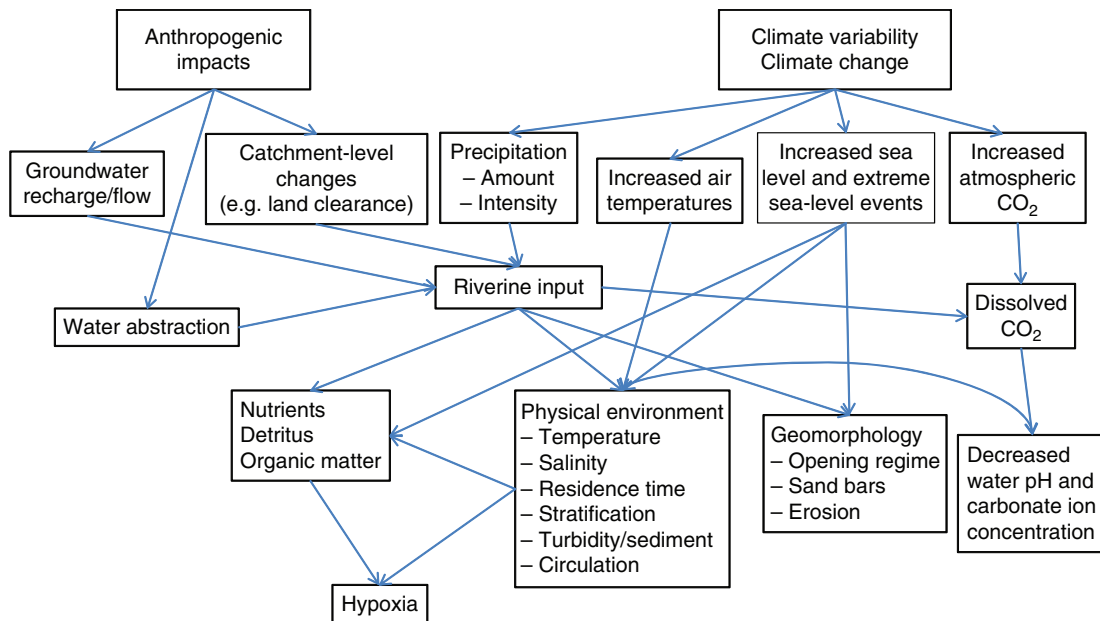 Anthropogenic
impacts
Climate variability
Climate change
Groundwater
recharge/flow
Catchment-level
changes
(e.g. land clearance)
Precipitation
– Amount
– Intensity
Increased air
temperatures
Increased sea
level and extreme
sea-level events
Increased
atmospheric
CO₂
Riverine input
Water abstraction
Dissolved
CO₂
Nutrients
Detritus
Organic matter
Physical environment
– Temperature
– Salinity
– Residence time
– Stratification
– Turbidity/sediment
– Circulation
Geomorphology
– Opening regime
– Sand bars
– Erosion
Decreased
water pH and
carbonate ion
concentration
Hypoxia